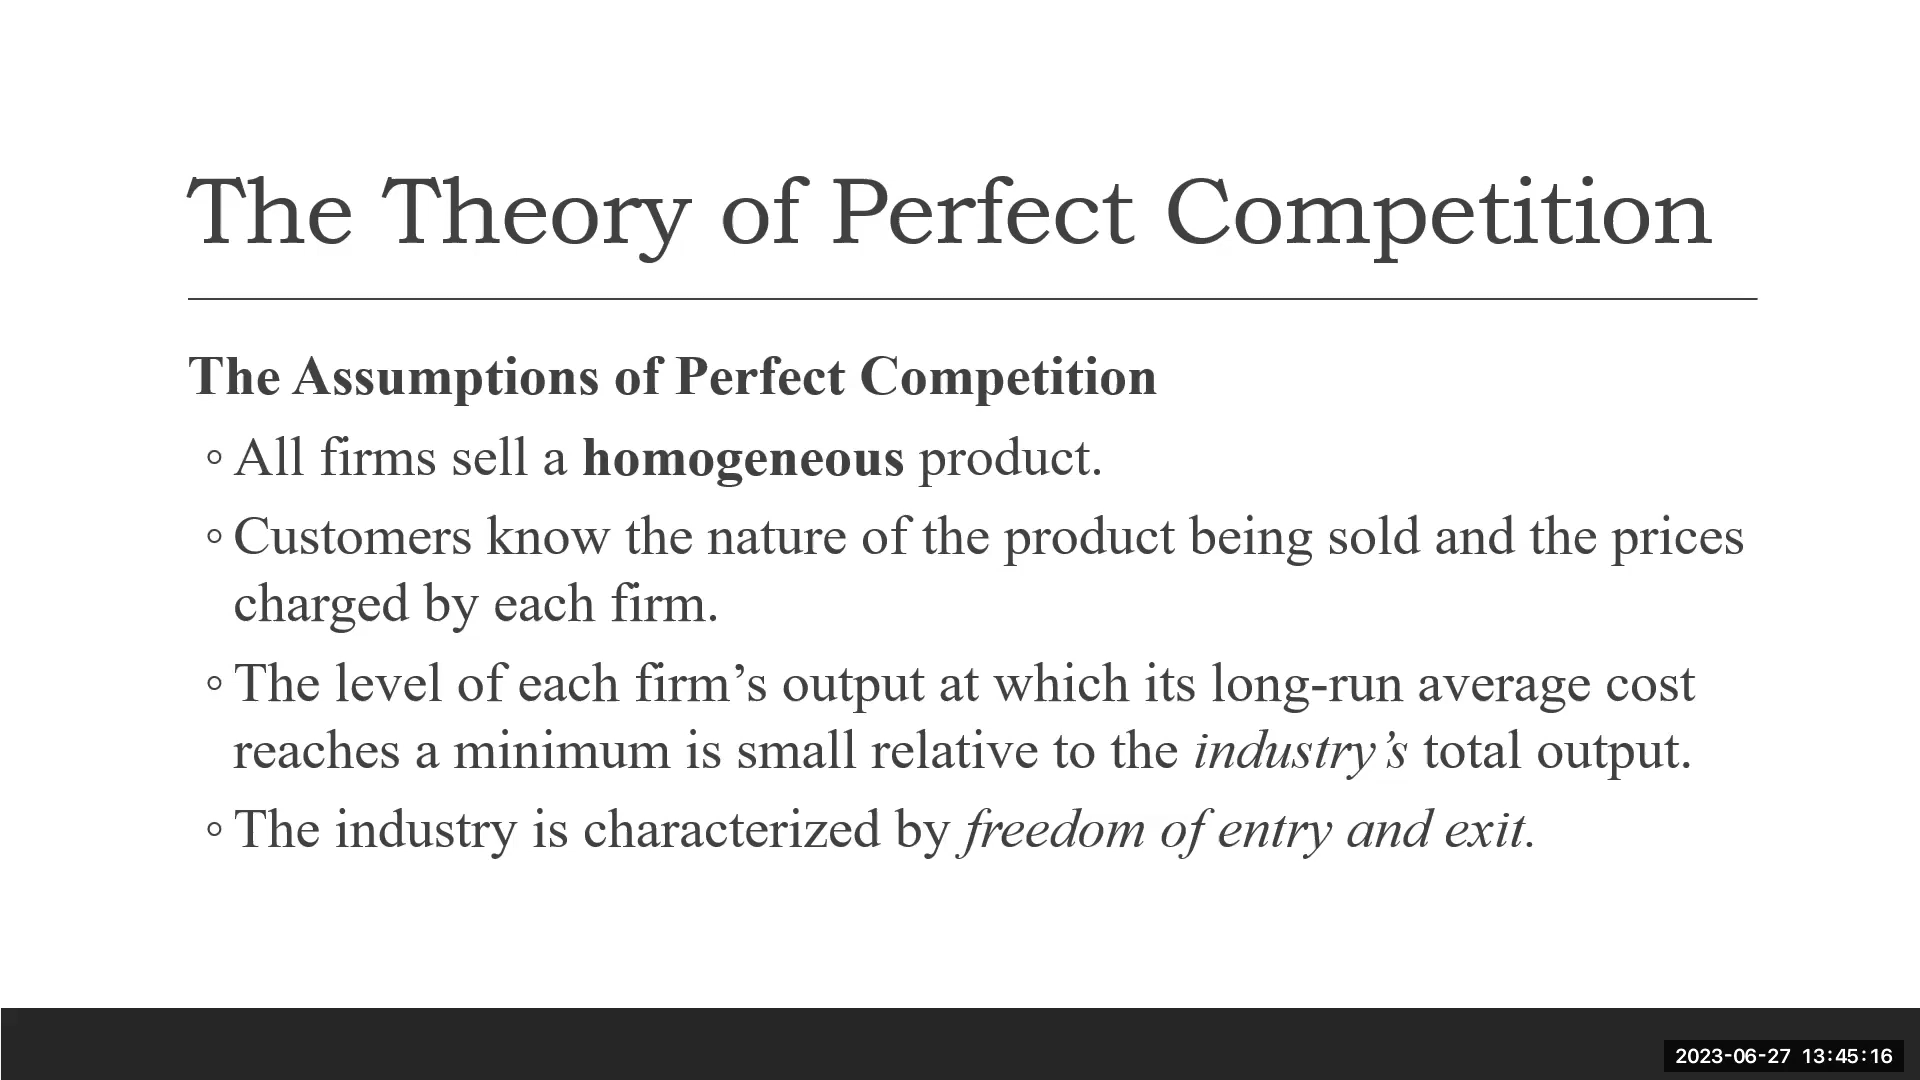 The Theory of Perfect Competition
The Assumptions of Perfect Competition
◦ All firms sell a homogeneous product.
◦ Customers know the nature of the product being sold and the prices
charged by each firm.
◦ The level of each firm’s output at which its long-run average cost
reaches a minimum is small relative to the industry’s total output.
◦ The industry is characterized by freedom of entry and exit.
2023-06-27 13:45:16